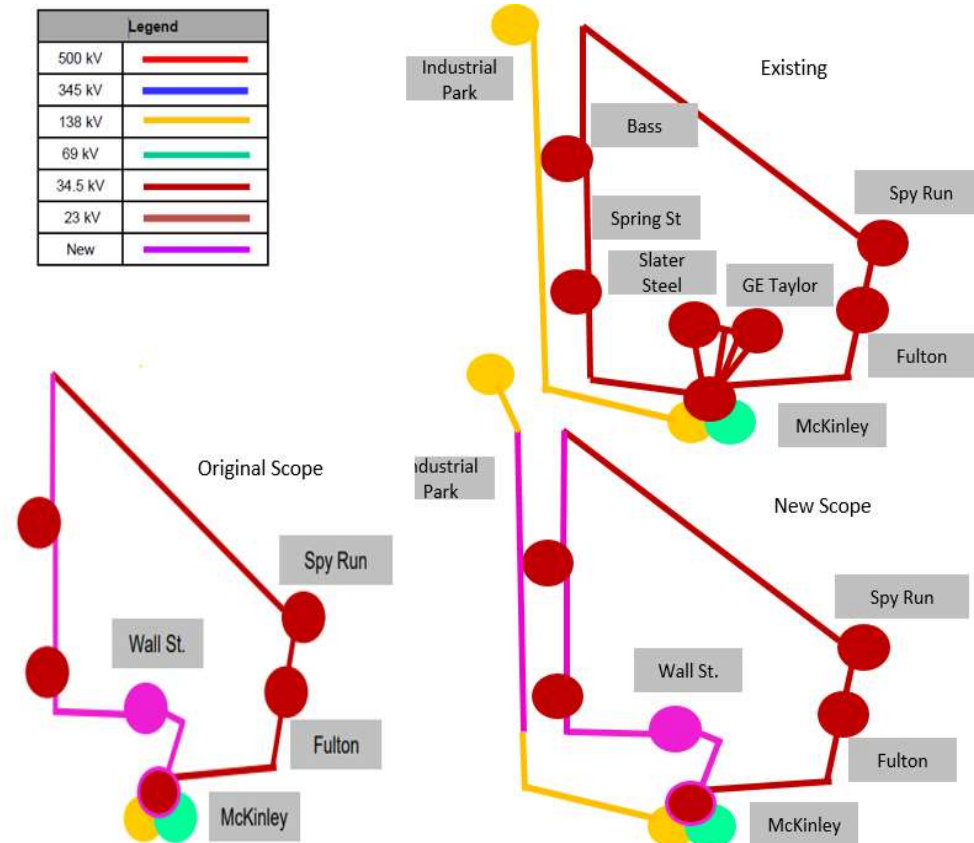 Legend
500 kV
345 kV
138 kV
69 kV
34.5 kV
23 kV
New
Existing
Industrial
Park
Bass
Spy Run
Spring St
Slater
Steel
GE Taylor
Fulton
McKinley
Original Scope
Spy Run
Wall St.
Fulton
McKinley
ndustrial
Park
New Scope
Spy Run
Wall St.
Fulton
McKinley